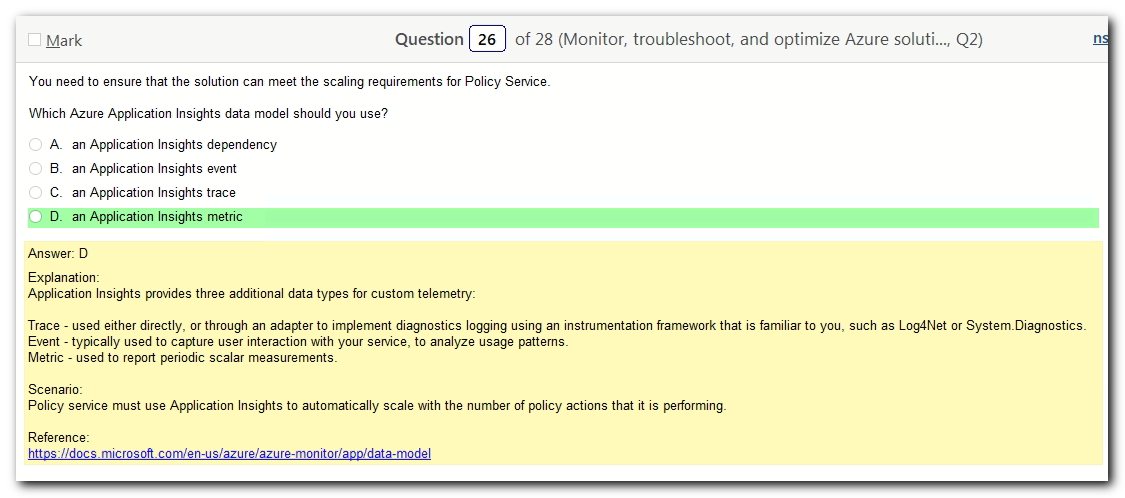 Mark
Question 26 of 28 (Monitor, troubleshoot, and optimize Azure soluti..., Q2)
ns
You need to ensure that the solution can meet the scaling requirements for Policy Service.
Which Azure Application Insights data model should you use?
A. an Application Insights dependency
B. an Application Insights event
C. an Application Insights trace
D. an Application Insights metric
Answer: D
Explanation:
Application Insights provides three additional data types for custom telemetry:
Trace - used either directly, or through an adapter to implement diagnostics logging using an instrumentation framework that is familiar to you, such as Log4Net or System.Diagnostics.
Event - typically used to capture user interaction with your service, to analyze usage patterns.
Metric - used to report periodic scalar measurements.
Scenario:
Policy service must use Application Insights to automatically scale with the number of policy actions that it is performing.
Reference:
https://docs.microsoft.com/en-us/azure/azure-monitor/app/data-model